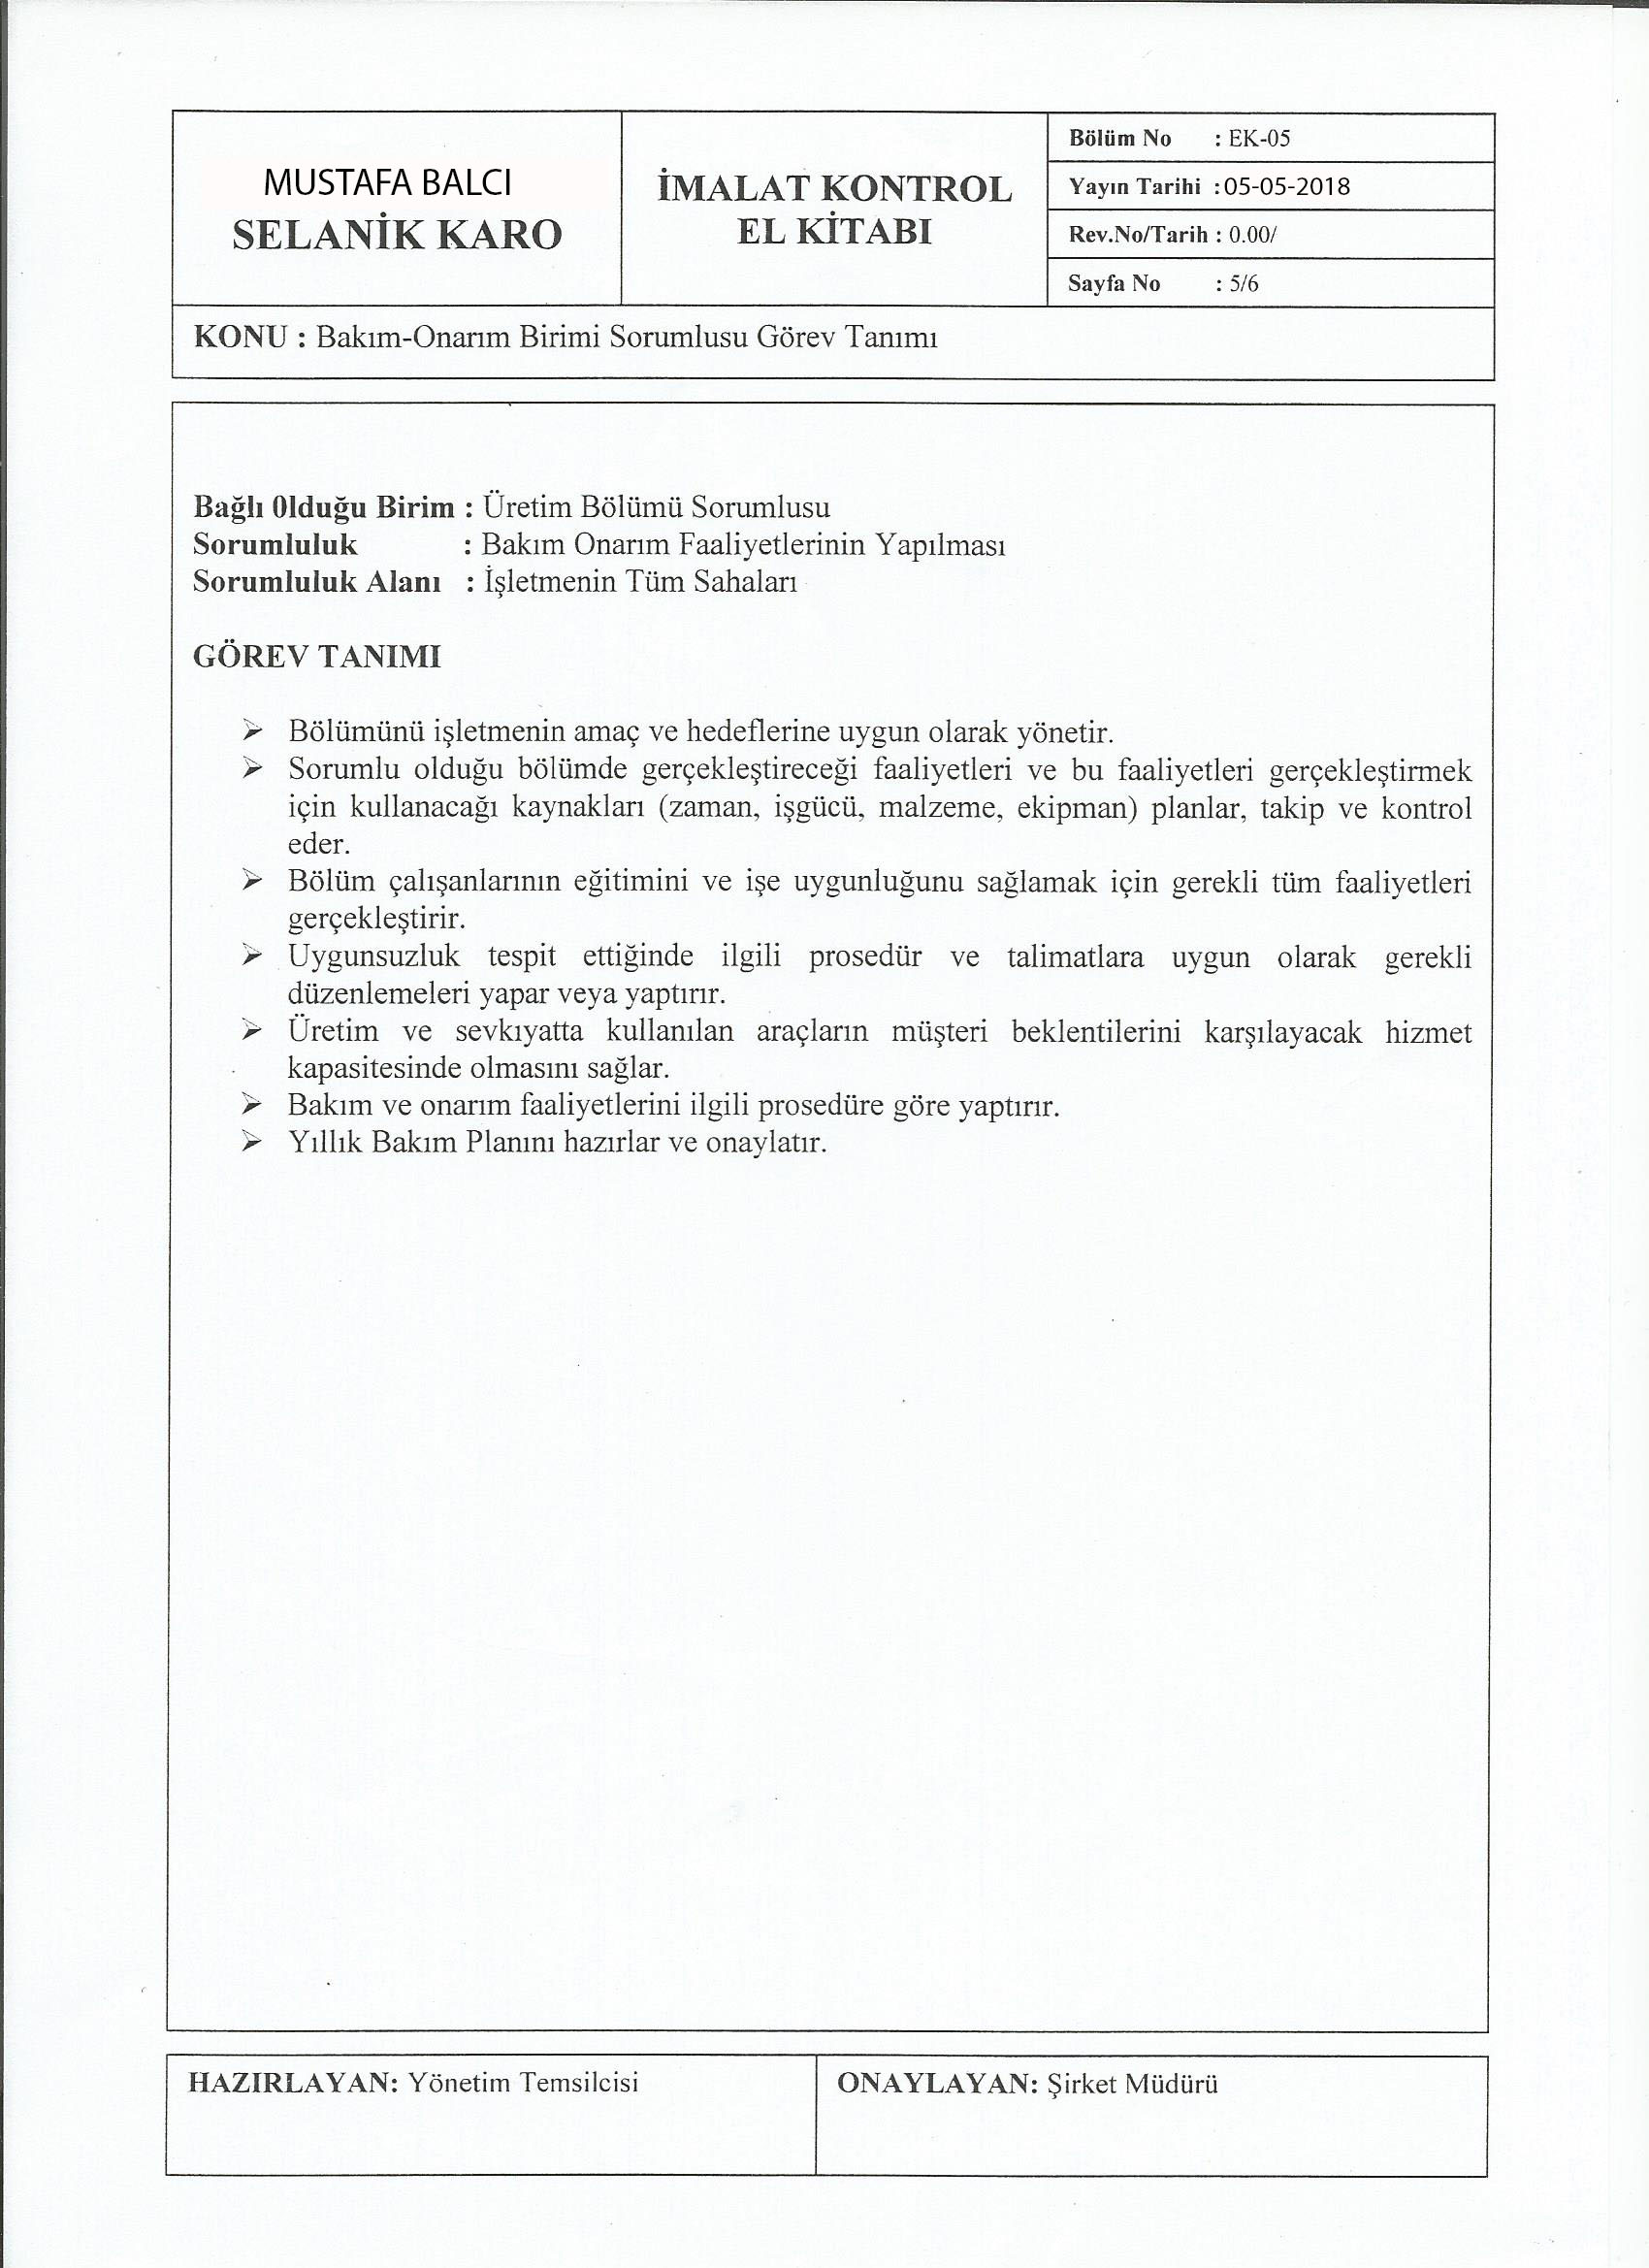 MUSTAFA BALCI
SELANİK KARO
İMALAT KONTROL
EL KİTABI
Bölüm No : EK-05
Yayın Tarihi :05-05-2018
Rev.No/Tarih : 0.00/
Sayfa No : 5/6
KONU : Bakım-Onarım Birimi Sorumlusu Görev Tanımı
Bağlı 0lduğu Birim : Üretim Bölümü Sorumlusu
Sorumluluk : Bakım Onarım Faaliyetlerinin Yapılması
Sorumluluk Alanı : İşletmenin Tüm Sahaları
GÖREV TANIMI
➢ Bölümünü işletmenin amaç ve hedeflerine uygun olarak yönetir.
➢ Sorumlu olduğu bölümde gerçekleştireceği faaliyetleri ve bu faaliyetleri gerçekleştirmek
için kullanacağı kaynakları (zaman, işgücü, malzeme, ekipman) planlar, takip ve kontrol
eder.
➢ Bölüm çalışanlarının eğitimini ve işe uygunluğunu sağlamak için gerekli tüm faaliyetleri
gerçekleştirir.
➢ Uygunsuzluk tespit ettiğinde ilgili prosedür ve talimatlara uygun olarak gerekli
düzenlemeleri yapar veya yaptırır.
➢ Üretim ve sevkıyatta kullanılan araçların müşteri beklentilerini karşılayacak hizmet
kapasitesinde olmasını sağlar.
➢ Bakım ve onarım faaliyetlerini ilgili prosedüre göre yaptırır.
➢ Yıllık Bakım Planını hazırlar ve onaylatır.
HAZIRLAYAN: Yönetim Temsilcisi
ONAYLAYAN: Şirket Müdürü